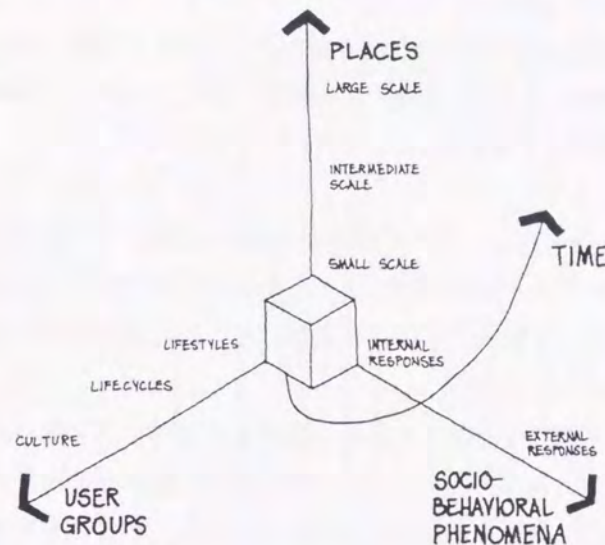 PLACES
LARGE SCALE
INTERMEDIATE
SCALE
SMALL SCALE
TIME
LIFESTYLES
INTERNAL
RESPONSES
LIFECYCLES
CULTURE
EXTERNAL
RESPONSES
USER
GROUPS
SOCIO-
BEHAVIORAL
PHENOMENA